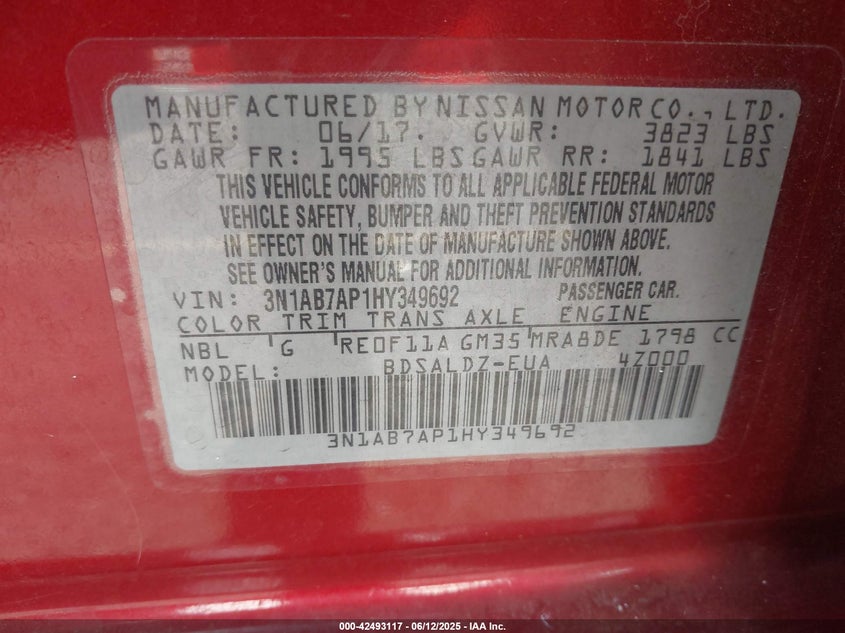 MANUFACTURED BY NISSAN MOTOR CO., LTD.
DATE: 06/17. GVWR: 3823 LBS
GAWR FR: 1995 LBS GAWR RR: 1841 LBS
THIS VEHICLE CONFORMS TO ALL APPLICABLE FEDERAL MOTOR
VEHICLE SAFETY, BUMPER AND THEFT PREVENTION STANDARDS
IN EFFECT ON THE DATE OF MANUFACTURE SHOWN ABOVE.
SEE OWNER'S MANUAL FOR ADDITIONAL INFORMATION.
VIN: 3N1AB7AP1HY349692 PASSENGER CAR.
COLOR TRIM TRANS AXLE ENGINE
NBL G RE0F11A GM35 MRA8DE 1798 CC
MODEL: BDSALDZ-EUA 4Z000
3N1AB7AP1HY349692
000-42493117 - 06/12/2025 - IAA Inc.